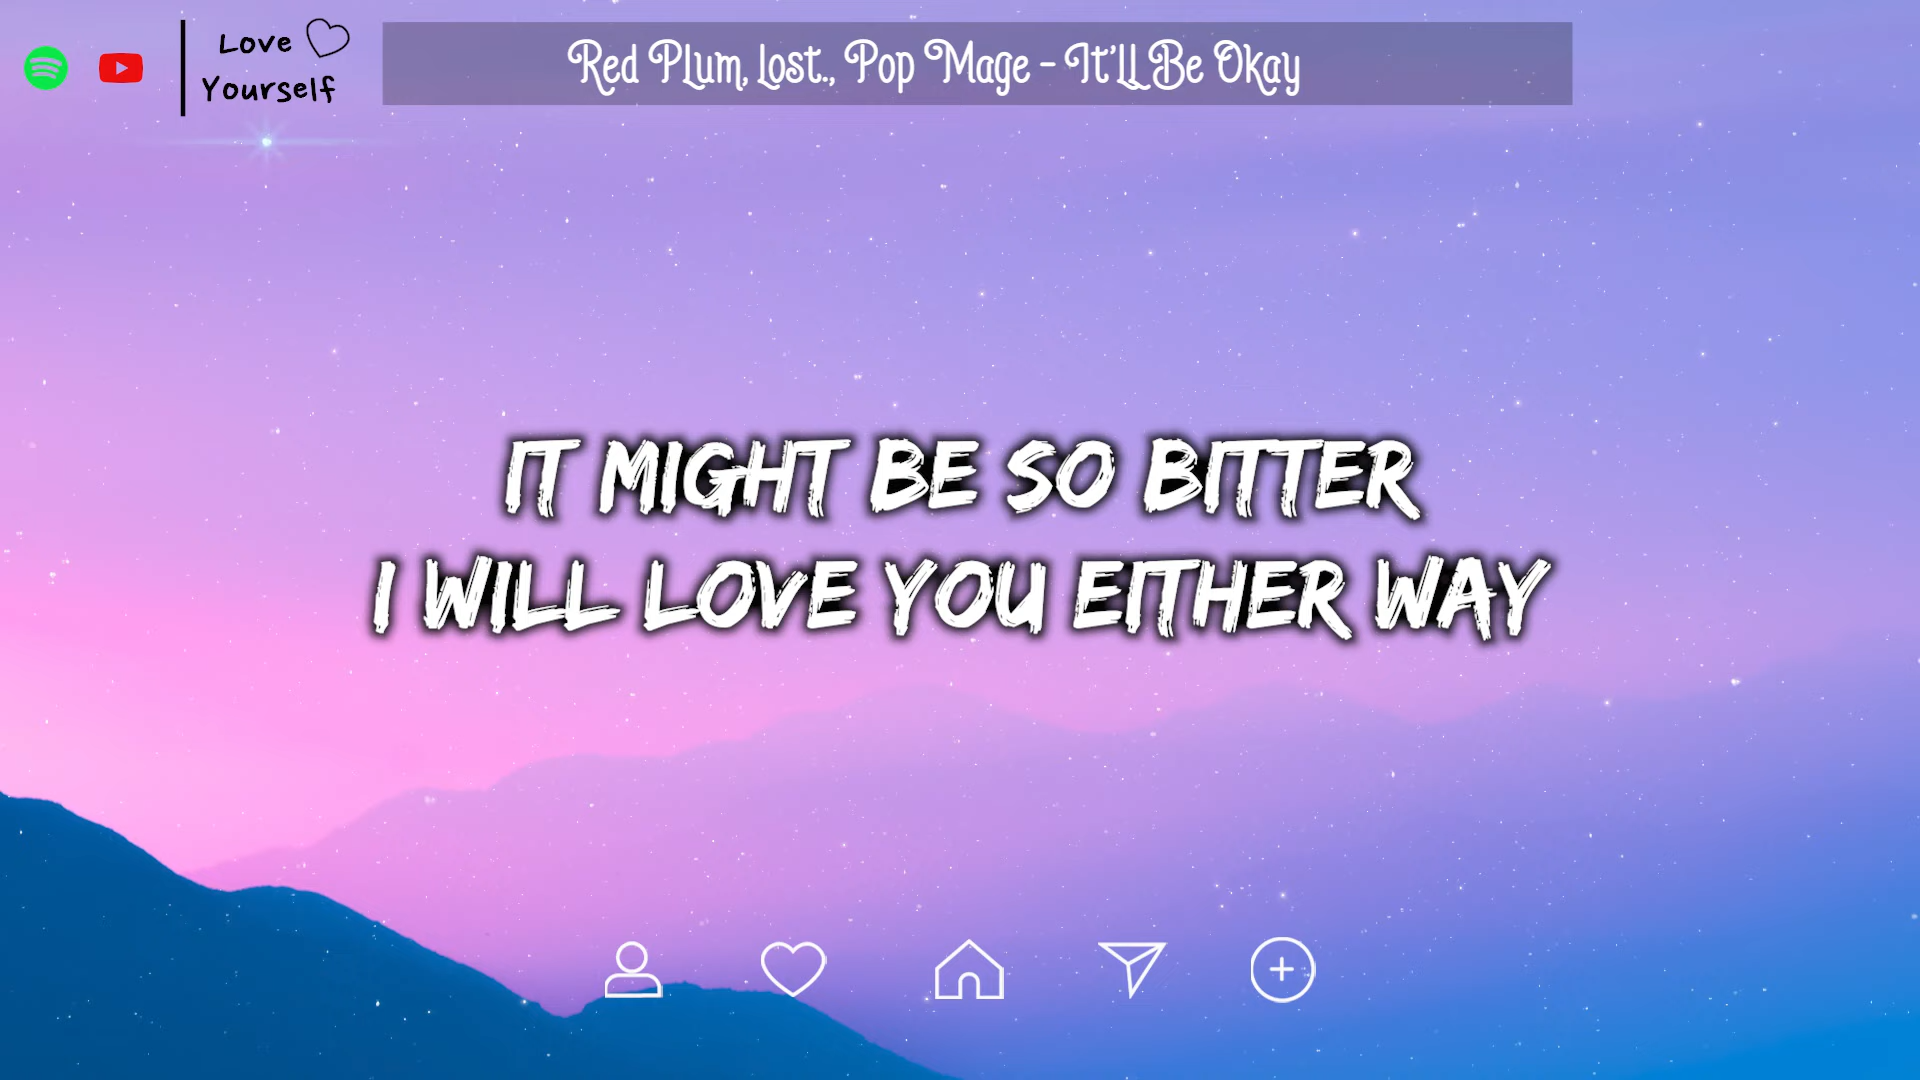 Love
Yourself
Red Plum, lost., Pop Mage - It'll Be Okay
IT MIGHT BE SO BITTER
I WILL LOVE YOU EITHER WAY